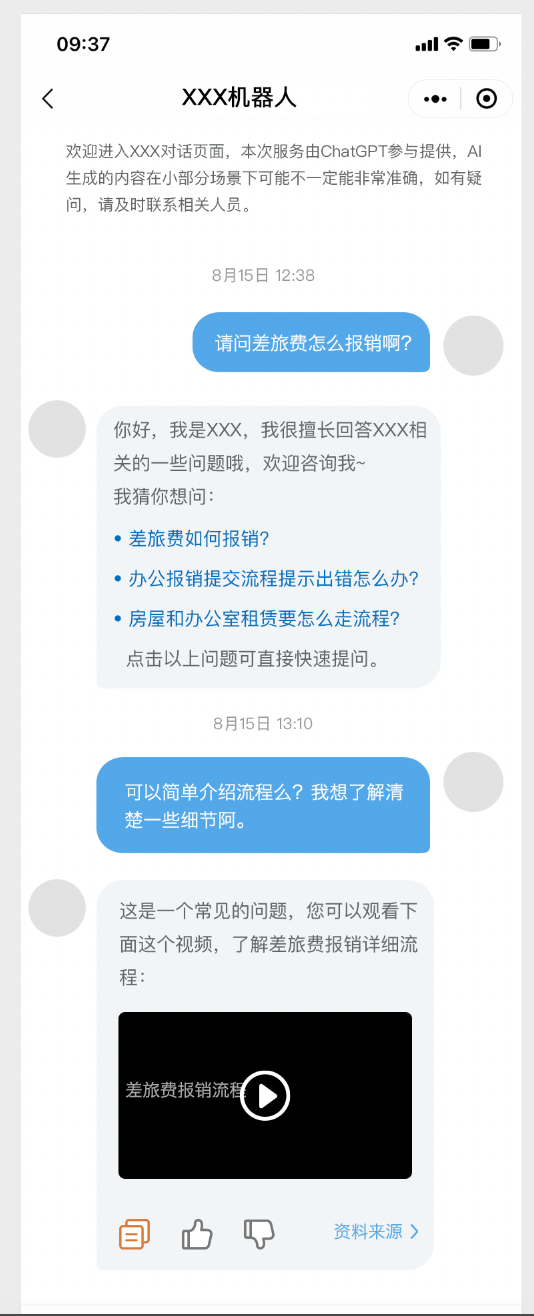 09:37
XXX机器人
欢迎进入XXX对话页面，本次服务由ChatGPT参与提供，AI
生成的内容在小部分场景下可能不一定能非常准确，如有疑
问，请及时联系相关人员。
8月15日 12:38
请问差旅费怎么报销啊?
你好，我是XXX，我很擅长回答XXX相
关的一些问题哦，欢迎咨询我~
我猜你想问：
• 差旅费如何报销?
• 办公报销提交流程提示出错怎么办?
• 房屋和办公室租赁要怎么走流程?
点击以上问题可直接快速提问。
8月15日 13:10
可以简单介绍流程么？我想了解清
楚一些细节阿。
这是一个常见的问题，您可以观看下
面这个视频，了解差旅费报销详细流
程：
差旅费报销流程
资料来源